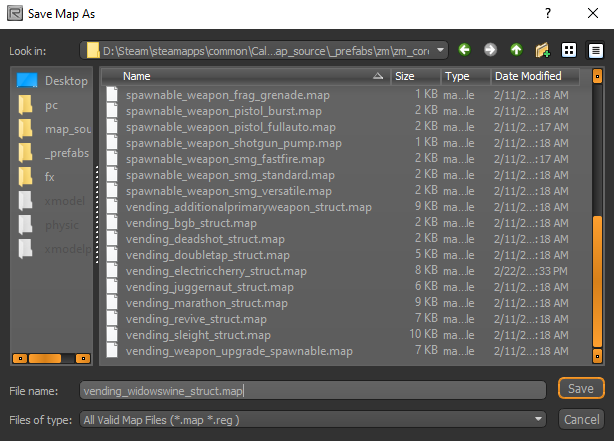 Save Map As
Look in: D:\Steam\steamapps\common\Cal...ap_source\_prefabs\zm\zm_core
Name Size Type Date Modified
Desktop
pc
map_sou
_prefabs
fx
xmodel
physic
xmodelp
spawnable_weapon_frag_grenade.map 1 KB ma...le 2/11/2...:18 AM
spawnable_weapon_pistol_burst.map 2 KB ma...le 2/11/2...:18 AM
spawnable_weapon_pistol_fullauto.map 2 KB ma...le 2/11/2...:17 AM
spawnable_weapon_shotgun_pump.map 1 KB ma...le 2/11/2...:18 AM
spawnable_weapon_smg_fastfire.map 2 KB ma...le 2/11/2...:17 AM
spawnable_weapon_smg_standard.map 2 KB ma...le 2/11/2...:18 AM
spawnable_weapon_smg_versatile.map 2 KB ma...le 2/11/2...:18 AM
vending_additionalprimaryweapon_struct.map 9 KB ma...le 2/11/2...:18 AM
vending_bgb_struct.map 2 KB ma...le 2/11/2...:18 AM
vending_deadshot_struct.map 2 KB ma...le 2/11/2...:18 AM
vending_doubletap_struct.map 5 KB ma...le 2/11/2...:18 AM
vending_electriccherry_struct.map 8 KB ma...le 2/22/2...:33 PM
vending_juggernaut_struct.map 6 KB ma...le 2/11/2...:18 AM
vending_marathon_struct.map 9 KB ma...le 2/11/2...:18 AM
vending_revive_struct.map 7 KB ma...le 2/11/2...:18 AM
vending_sleight_struct.map 10 KB ma...le 2/11/2...:18 AM
vending_weapon_upgrade_spawnable.map 7 KB ma...le 2/11/2...:18 AM
File name: vending_widowswine_struct.map Save
Files of type: All Valid Map Files (*.map *.reg ) Cancel